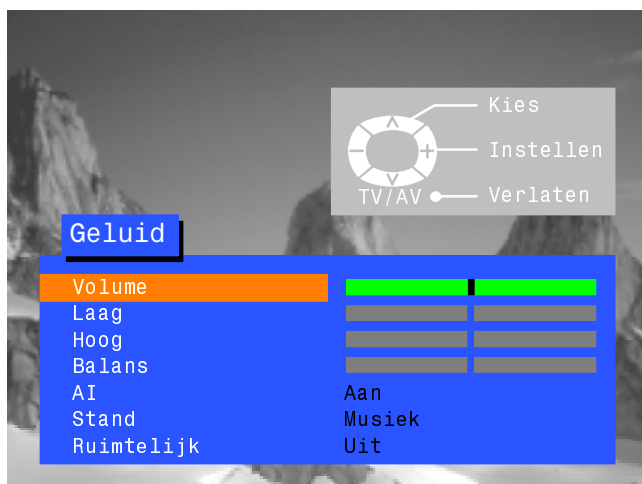 Kies
Instellen
TV/AV Verlaten
Geluid
Volume
Laag
Hoog
Balans
AI Aan
Stand Musiek
Ruimtelijk Uit